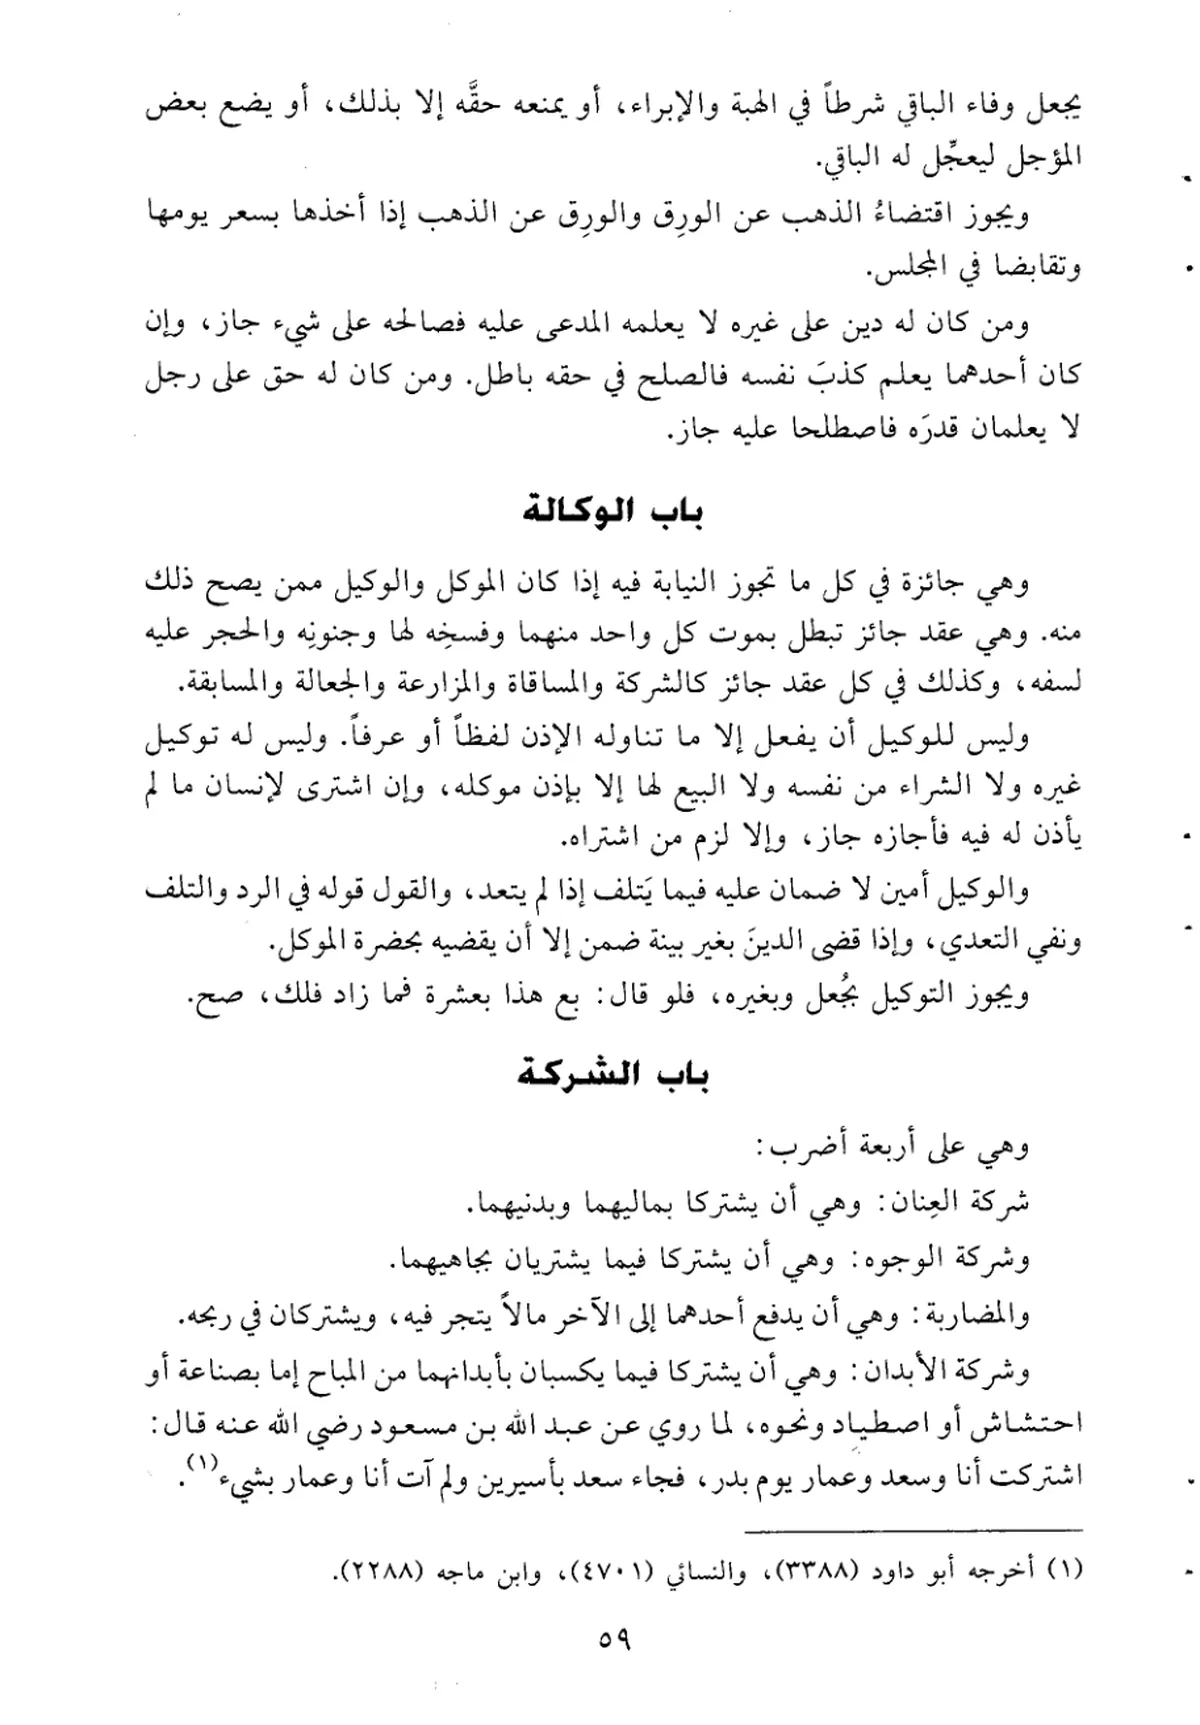 يجعل وفاء الباقي شرطاً في الهبة والإبراء، أو يمنعه حقَّه إلا بذلك، أو يضع بعض
المؤجل ليعجِّل له الباقي.
ويجوز اقتضاءُ الذهب عن الورِق والورِق عن الذهب إذا أخذها بسعر يومها
وتقابضا في المجلس.
ومن كان له دين على غيره لا يعلمه المدعى عليه فصالحه على شيء جاز، وإن
كان أحدهما يعلم كذبَ نفسه فالصلح في حقه باطل. ومن كان له حق على رجل
لا يعلمان قدرَه فاصطلحا عليه جاز.
باب الوكالة
وهي جائزة في كل ما تجوز النيابة فيه إذا كان الموكل والوكيل ممن يصح ذلك
منه. وهي عقد جائز تبطل بموت كل واحد منهما وفسخِه لها وجنونِه والحجر عليه
لسفه، وكذلك في كل عقد جائز كالشركة والمساقاة والمزارعة والجعالة والمسابقة.
وليس للوكيل أن يفعل إلا ما تناوله الإذن لفظاً أو عرفاً. وليس له توكيل
غيره ولا الشراء من نفسه ولا البيع لها إلا بإذن موكله، وإن اشترى لإنسان ما لم
يأذن له فيه فأجازه جاز، وإلا لزم من اشتراه.
والوكيل أمين لا ضمان عليه فيما يَتلف إذا لم يتعد، والقول قوله في الرد والتلف
ونفي التعدي، وإذا قضى الدينَ بغير بينة ضمن إلا أن يقضيه بحضرة الموكل.
ويجوز التوكيل بجُعل وبغيره، فلو قال: بع هذا بعشرة فما زاد فلك، صح.
باب الشركة
وهي على أربعة أضرب:
شركة العِنان: وهي أن يشتركا بماليهما وبدنيهما.
وشركة الوجوه: وهي أن يشتركا فيما يشتريان بجاهيهما.
والمضاربة: وهي أن يدفع أحدهما إلى الآخر مالاً يتجر فيه، ويشتركان في ربحه.
وشركة الأبدان: وهي أن يشتركا فيما يكسبان بأبدانهما من المباح إما بصناعة أو
احتشاش أو اصطياد ونحوه، لما روي عن عبد الله بن مسعود رضي الله عنه قال:
اشتركت أنا وسعد وعمار يوم بدر، فجاء سعد بأسيرين ولم آت أنا وعمار بشيء(١).
(١) أخرجه أبو داود (٣٣٨٨)، والنسائي (٤٧٠١)، وابن ماجه (٢٢٨٨).
٥٩